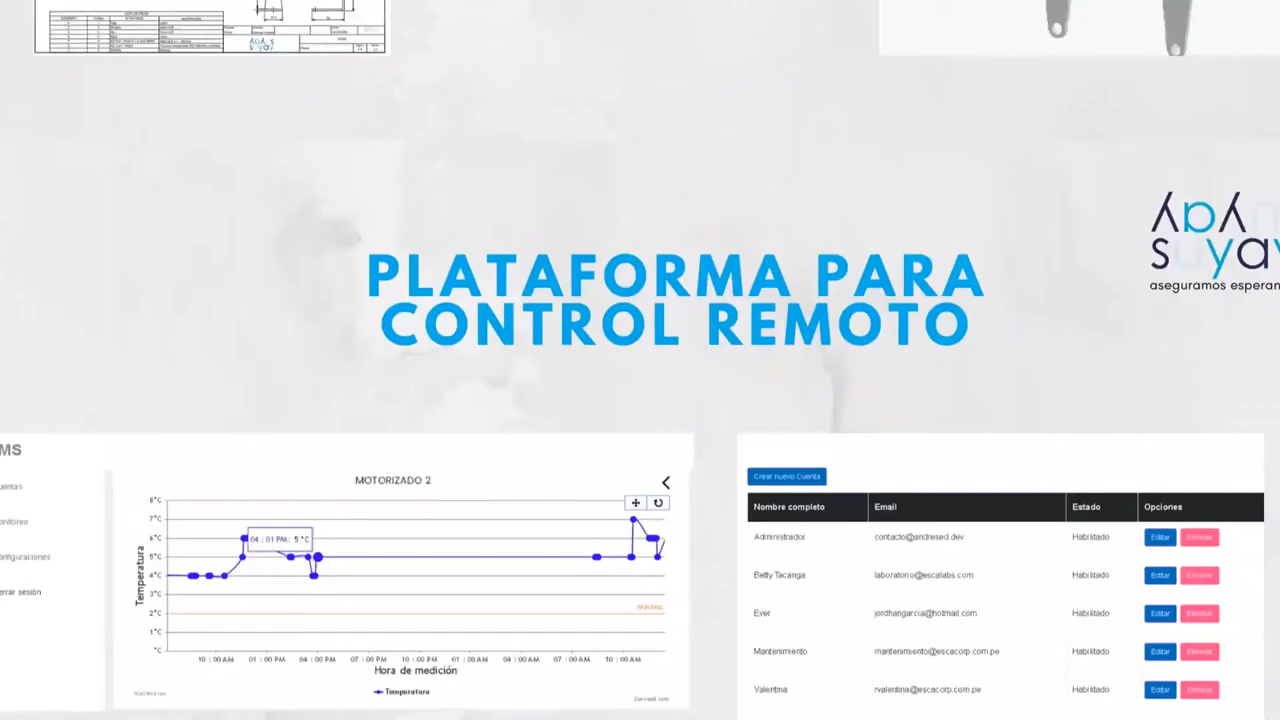 suyay
PLATAFORMA PARA
CONTROL REMOTO
suyay
aseguramos esperan
MS
uentas
onitoreo
onfiguraciones
errar sesión
MOTORIZADO 2
8°C
7°C
6°C
5°C
4°C
3°C
2°C
1°C
°C
04 : 01 PM: 5 °C
Temperatura
10 : 00 AM
01 : 00 PM
04 : 00 PM
07 : 00 PM
10 : 00 PM
01 : 00 AM
04 : 00 AM
07 : 00 AM
10 : 00 AM
Hora de medición
Temperatura
Crear nuevo Cuenta
Nombre completo Email Estado Opciones
Administrador contacto@andresed.dev Habilitado Editar Eliminar
Betty Tacanga laboratorio@escalabs.com Habilitado Editar Eliminar
Ever jordhangarcia@hotmail.com Habilitado Editar Eliminar
Mantenimiento mantenimiento@escacorp.com.pe Habilitado Editar Eliminar
Valentina rvalentina@escacorp.com.pe Habilitado Editar Eliminar